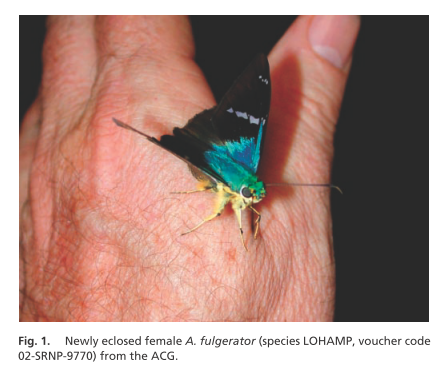 Fig. 1. Newly eclosed female A. fulgerator (species LOHAMP, voucher code
02-SRNP-9770) from the ACG.